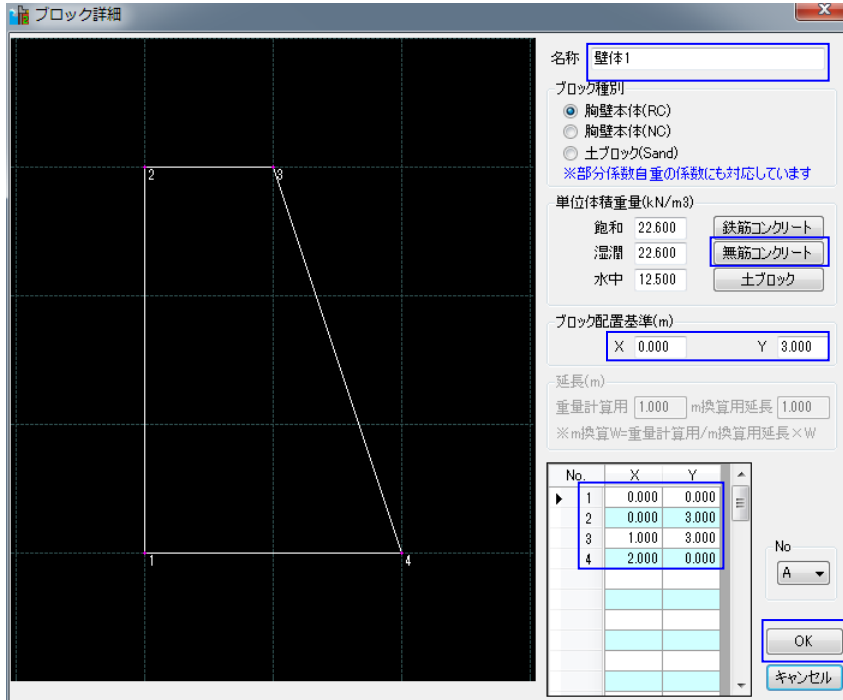 ブロック詳細
名称 壁体1
ブロック種別
胸壁本体(RC)
胸壁本体(NC)
土ブロック(Sand)
※部分係数自重の係数にも対応しています
単位体積重量(kN/m3)
飽和 22.600 鉄筋コンクリート
湿潤 22.600 無筋コンクリート
水中 12.500 土ブロック
ブロック配置基準(m)
X 0.000 Y 3.000
延長(m)
重量計算用 1.000 m換算用延長 1.000
※m換算W=重量計算用/m換算用延長×W
No. X Y
1 0.000 0.000
2 0.000 3.000
3 1.000 3.000
4 2.000 0.000
No
A
OK
キャンセル
2 3
1 4